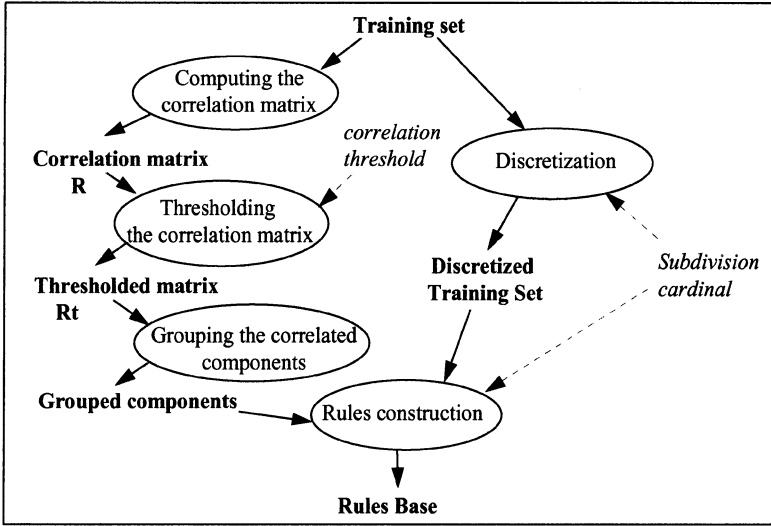 Training set
Computing the
correlation matrix
correlation
threshold
Correlation matrix
R
Discretization
Thresholding
the correlation matrix
Thresholded matrix
Rt
Discretized
Training Set
Subdivision
cardinal
Grouping the correlated
components
Grouped components
Rules construction
Rules Base